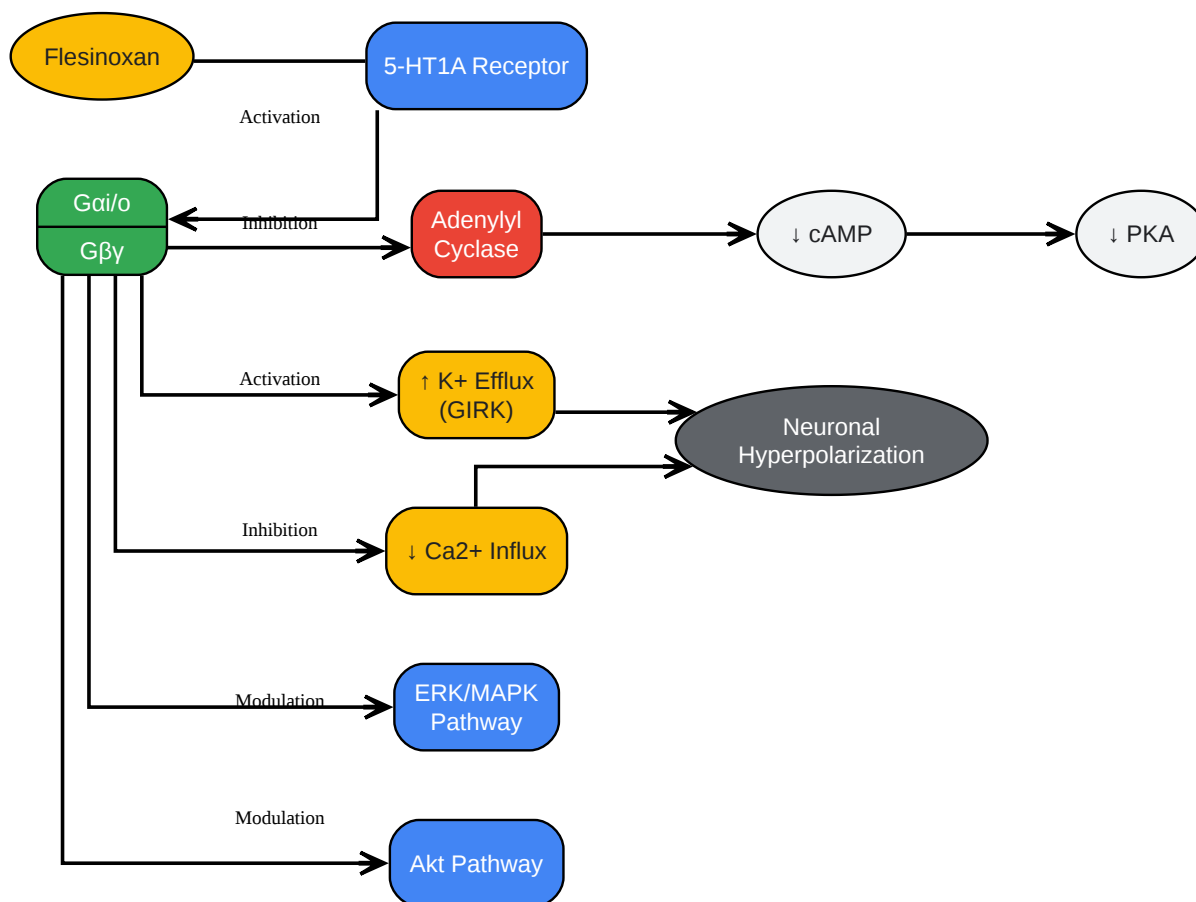 Flesinoxan
5-HT1A Receptor
Activation
Gαi/o
Gβγ
Inhibition
Adenylyl
Cyclase
↓ cAMP
↓ PKA
Activation
↑ K+ Efflux
(GIRK)
Neuronal
Hyperpolarization
Inhibition
↓ Ca2+ Influx
Modulation
ERK/MAPK
Pathway
Modulation
Akt Pathway